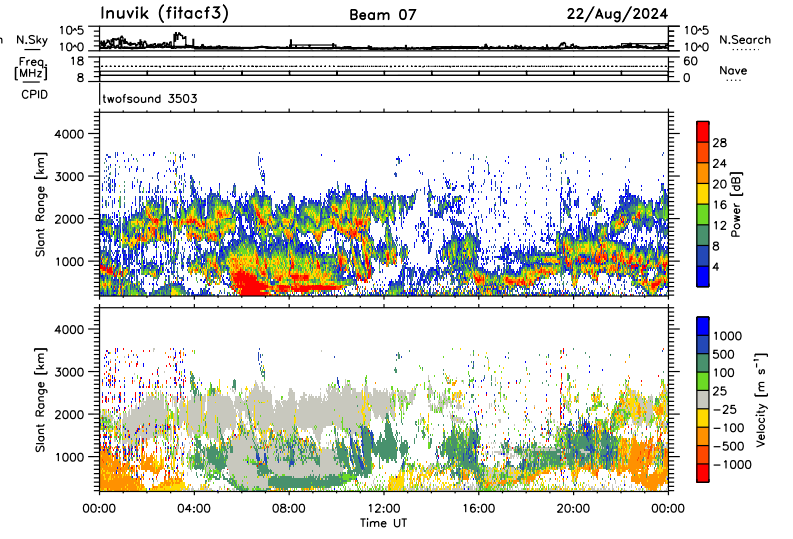 Inuvik (fitacf3) Beam 07 22/Aug/2024
N.Sky 10^5 10^0 10^5 10^0 N.Search
Freq. [MHz] 18 8 60 0 Nave
CPID twofsound 3503
Slant Range [km]
4000
3000
2000
1000
Power [dB]
28
24
20
16
12
8
4
Slant Range [km]
4000
3000
2000
1000
Velocity [m s⁻¹]
1000
500
100
25
−25
−100
−500
−1000
00:00 04:00 08:00 12:00 16:00 20:00 00:00
Time UT